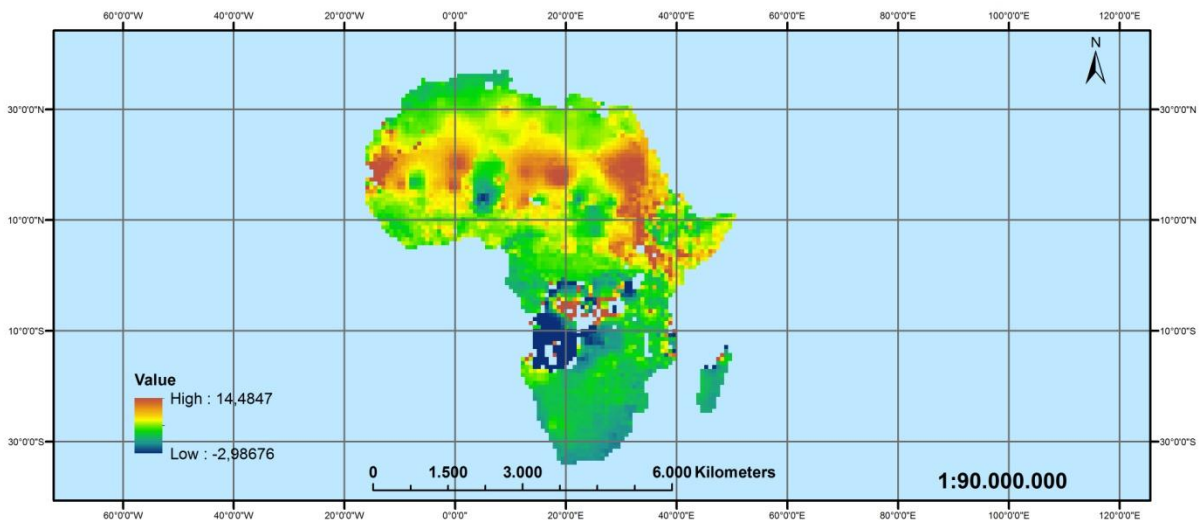 60°0'0"W 40°0'0"W 20°0'0"W 0°0'0" 20°0'0"E 40°0'0"E 60°0'0"E 80°0'0"E 100°0'0"E 120°0'0"E
N
30°0'0"N 30°0'0"N
10°0'0"N 10°0'0"N
10°0'0"S 10°0'0"S
Value
High : 14,4847
Low : -2,98676
30°0'0"S 30°0'0"S
0 1.500 3.000 6.000 Kilometers
1:90.000.000
60°0'0"W 40°0'0"W 20°0'0"W 0°0'0" 20°0'0"E 40°0'0"E 60°0'0"E 80°0'0"E 100°0'0"E 120°0'0"E